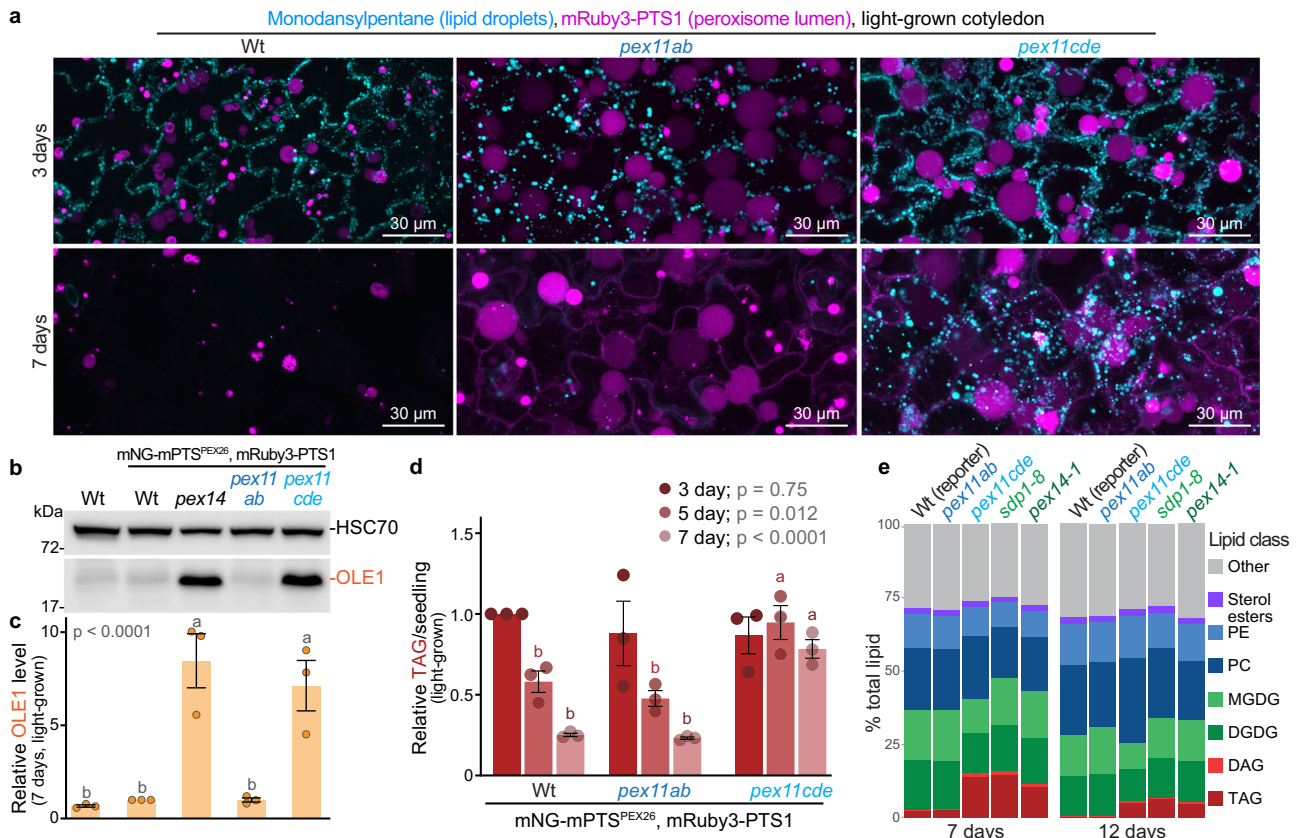 a
Monodansylpentane (lipid droplets), mRuby3-PTS1 (peroxisome lumen), light-grown cotyledon
Wt pex11ab pex11cde
3 days
30 µm 30 µm 30 µm
7 days
30 µm 30 µm 30 µm
b
mNG-mPTSPEX26, mRuby3-PTS1
Wt Wt pex14 pex11 ab pex11 cde
kDa
72-
-HSC70
-OLE1
17-
c
p < 0.0001
Relative OLE1 level
(7 days, light-grown)
10
5
0
b b a b a
d
3 day; p = 0.75
5 day; p = 0.012
7 day; p < 0.0001
Relative TAG/seedling
(light-grown)
1.5
1.0
0.5
0
b b b b a a
Wt pex11ab pex11cde
mNG-mPTSPEX26, mRuby3-PTS1
e
Wt (reporter) pex11ab pex11cde sdp1-8 pex14-1
Wt (reporter) pex11ab pex11cde sdp1-8 pex14-1
% total lipid
100
75
50
25
0
7 days 12 days
Lipid class
Other
Sterol
esters
PE
PC
MGDG
DGDG
DAG
TAG